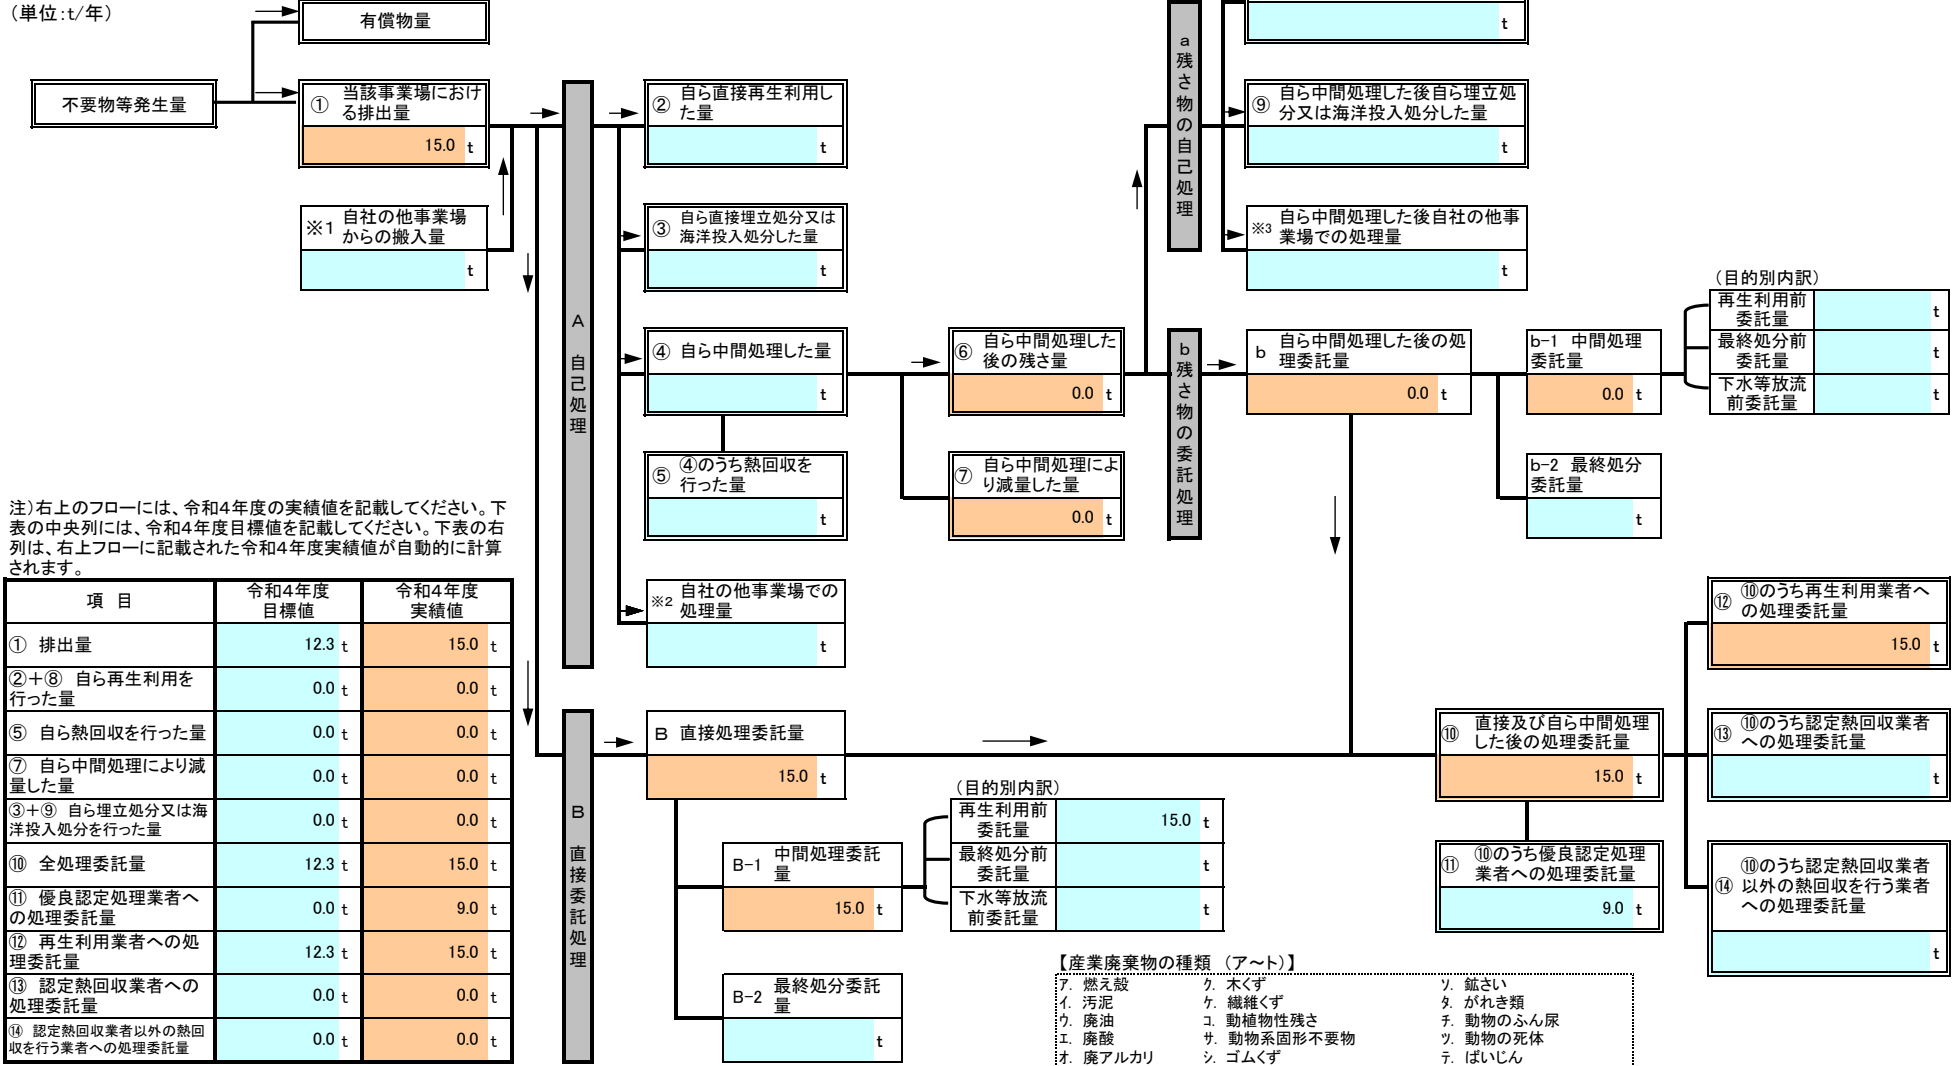 (単位:t/年)
有償物量
不要物等発生量
① 当該事業場におけ
る排出量
15.0 t
※1 自社の他事業場
からの搬入量
t
A 自己処理
② 自ら直接再生利用し
た量
t
③ 自ら直接埋立処分又は
海洋投入処分した量
t
④ 自ら中間処理した量
t
⑤ ④のうち熱回収を
行った量
t
※2 自社の他事業場での
処理量
t
⑥ 自ら中間処理した
後の残さ量
0.0 t
⑦ 自ら中間処理によ
り減量した量
0.0 t
a 残さ物の自己処理
t
⑨ 自ら中間処理した後自ら埋立処
分又は海洋投入処分した量
t
※3 自ら中間処理した後自社の他事
業場での処理量
t
b 残さ物の委託処理
b 自ら中間処理した後の処
理委託量
0.0 t
b-1 中間処理
委託量
0.0 t
b-2 最終処分
委託量
t
(目的別内訳)
再生利用前
委託量
t
最終処分前
委託量
t
下水等放流
前委託量
t
注)右上のフローには、令和4年度の実績値を記載してください。下
表の中央列には、令和4年度目標値を記載してください。下表の右
列は、右上フローに記載された令和4年度実績値が自動的に計算
されます。
項 目 令和4年度 目標値 令和4年度 実績値
① 排出量 12.3 t 15.0 t
②+⑧ 自ら再生利用を
行った量 0.0 t 0.0 t
⑤ 自ら熱回収を行った量 0.0 t 0.0 t
⑦ 自ら中間処理により減
量した量 0.0 t 0.0 t
③+⑨ 自ら埋立処分又は海
洋投入処分を行った量 0.0 t 0.0 t
⑩ 全処理委託量 12.3 t 15.0 t
⑪ 優良認定処理業者へ
の処理委託量 0.0 t 9.0 t
⑫ 再生利用業者への処
理委託量 12.3 t 15.0 t
⑬ 認定熱回収業者への
処理委託量 0.0 t 0.0 t
⑭ 認定熱回収業者以外の熱回
収を行う業者への処理委託量 0.0 t 0.0 t
B 直接委託処理
B 直接処理委託量
15.0 t
B-1 中間処理委託
量
15.0 t
B-2 最終処分委託
量
t
(目的別内訳)
再生利用前
委託量
15.0 t
最終処分前
委託量
t
下水等放流
前委託量
t
⑩ 直接及び自ら中間処理
した後の処理委託量
15.0 t
⑪ ⑩のうち優良認定処理
業者への処理委託量
9.0 t
⑫ ⑩のうち再生利用業者へ
の処理委託量
15.0 t
⑬ ⑩のうち認定熱回収業者
への処理委託量
t
⑭ ⑩のうち認定熱回収業者
以外の熱回収を行う業者
への処理委託量
t
【産業廃棄物の種類 (ア~ト)】
ア. 燃え殻 ク. 木くず ソ. 鉱さい
イ. 汚泥 ケ. 繊維くず タ. がれき類
ウ. 廃油 コ. 動植物性残さ チ. 動物のふん尿
エ. 廃酸 サ. 動物系固形不要物 ツ. 動物の死体
オ. 廃アルカリ シ. ゴムくず テ. ばいじん